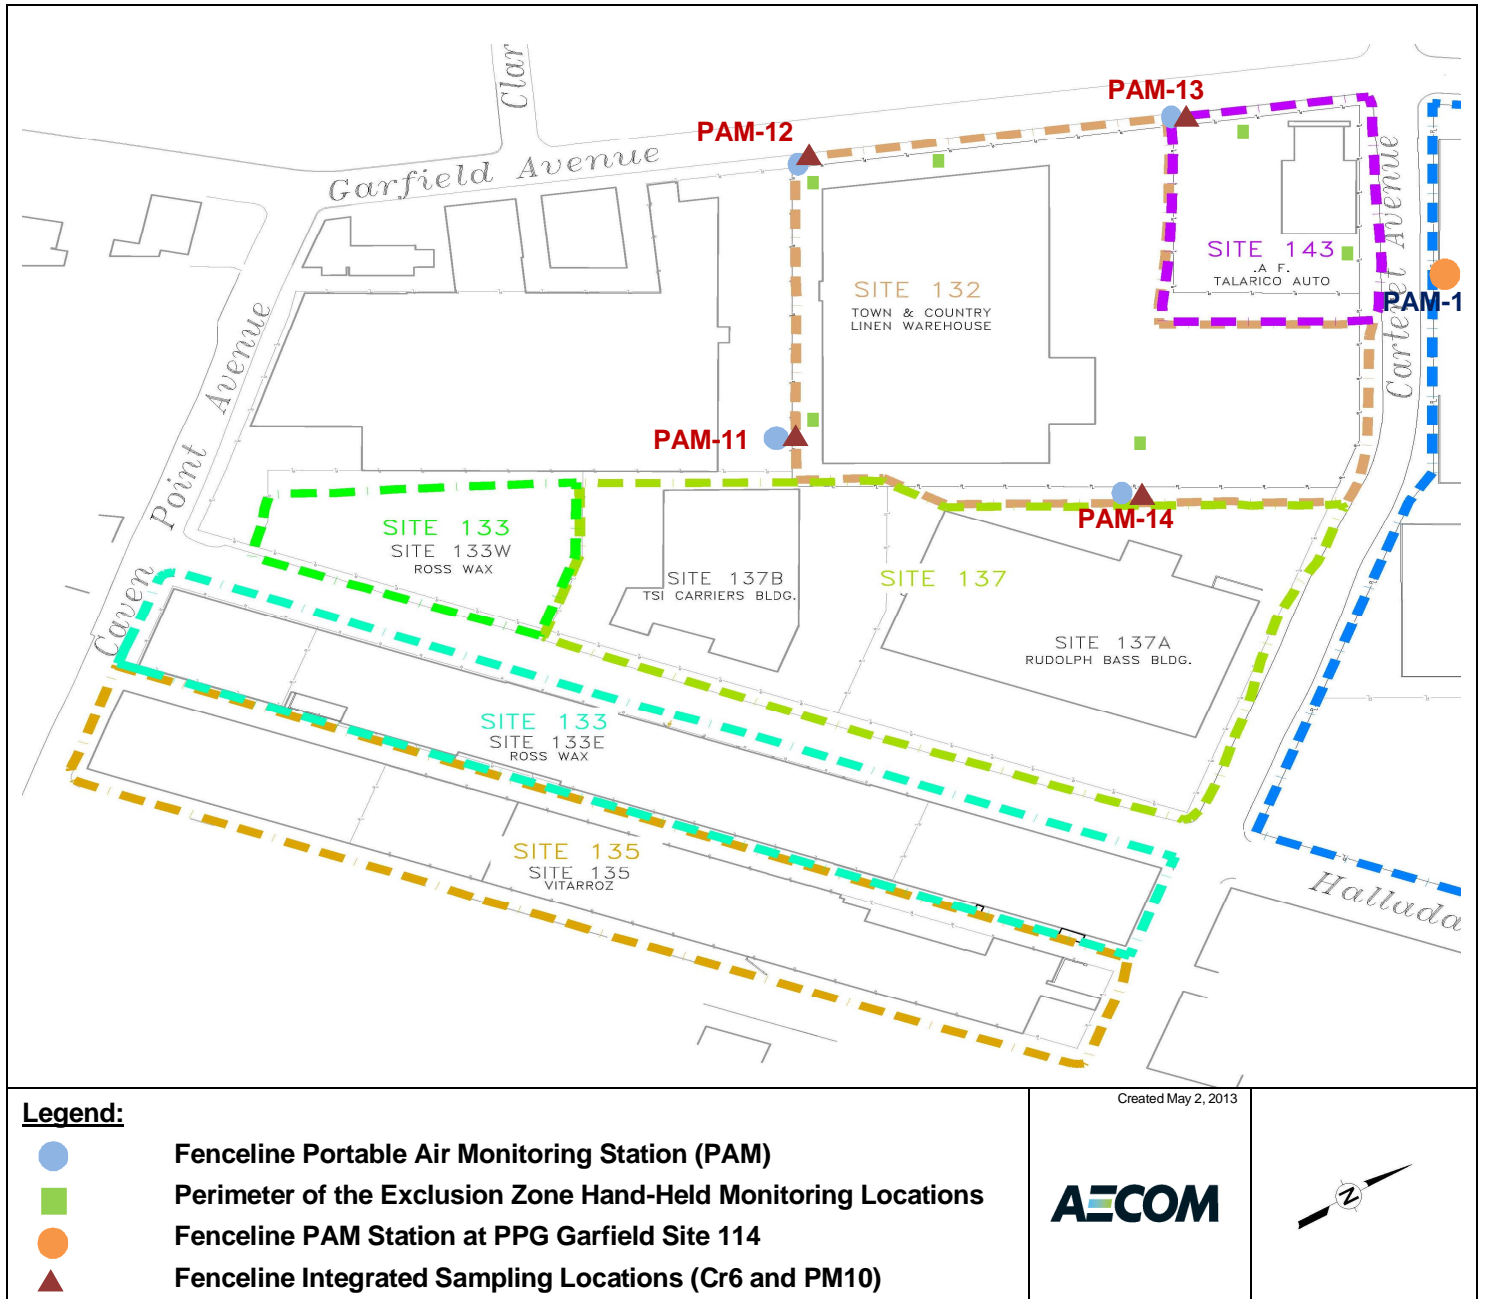 Clar
PAM-13
PAM-12
Garfield Avenue
Carteret Avenue
SITE 143
.A F.
TALARICO AUTO
PAM-1
SITE 132
TOWN & COUNTRY
LINEN WAREHOUSE
Caven Point Avenue
PAM-11
PAM-14
SITE 133
SITE 133W
ROSS WAX
SITE 137B
TSI CARRIERS BLDG.
SITE 137
SITE 137A
RUDOLPH BASS BLDG.
SITE 133
SITE 133E
ROSS WAX
SITE 135
SITE 135
VITARROZ
Hallada
Legend:
Fenceline Portable Air Monitoring Station (PAM)
Perimeter of the Exclusion Zone Hand-Held Monitoring Locations
Fenceline PAM Station at PPG Garfield Site 114
Fenceline Integrated Sampling Locations (Cr6 and PM10)
Created May 2, 2013
AECOM
N